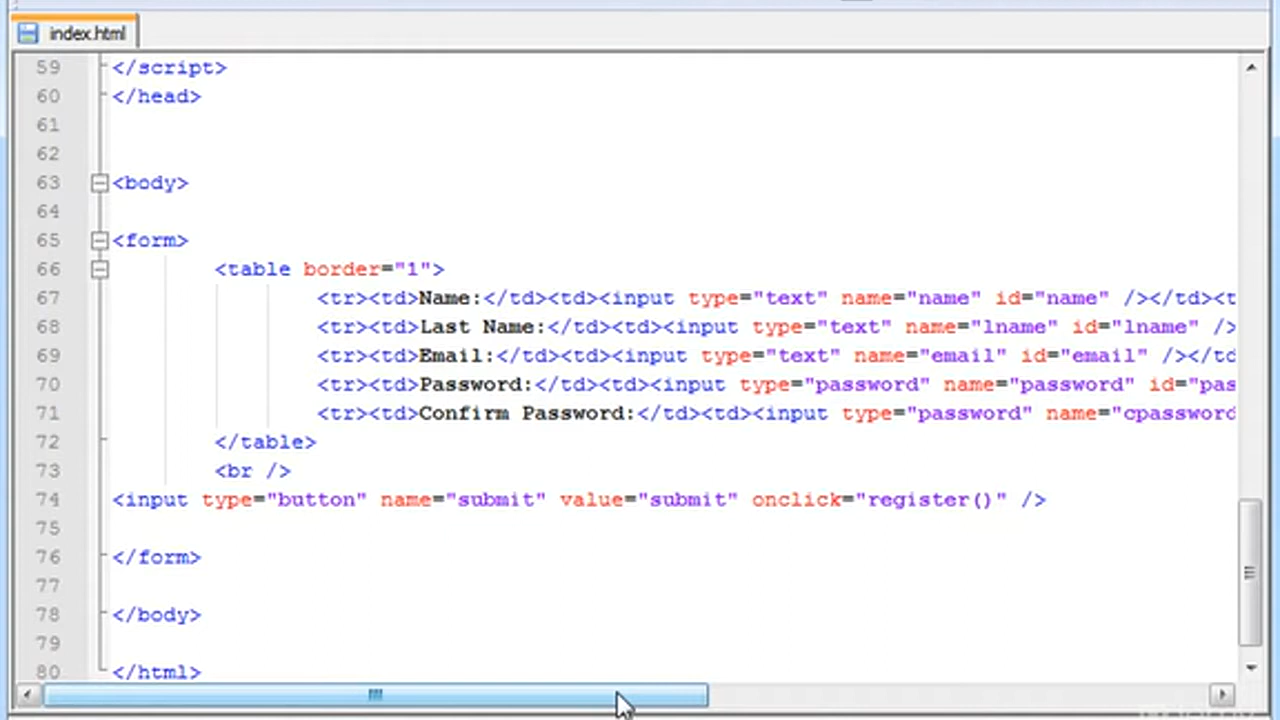 index.html
59 </script>
60 </head>
61
62
63 <body>
64
65 <form>
66 <table border="1">
67 <tr><td>Name:</td><td><input type="text" name="name" id="name" /></td><t
68 <tr><td>Last Name:</td><td><input type="text" name="lname" id="lname" />
69 <tr><td>Email:</td><td><input type="text" name="email" id="email" /></td
70 <tr><td>Password:</td><td><input type="password" name="password" id="pas
71 <tr><td>Confirm Password:</td><td><input type="password" name="cpassword
72 </table>
73 <br />
74 <input type="button" name="submit" value="submit" onclick="register()" />
75
76 </form>
77
78 </body>
79
80 </html>